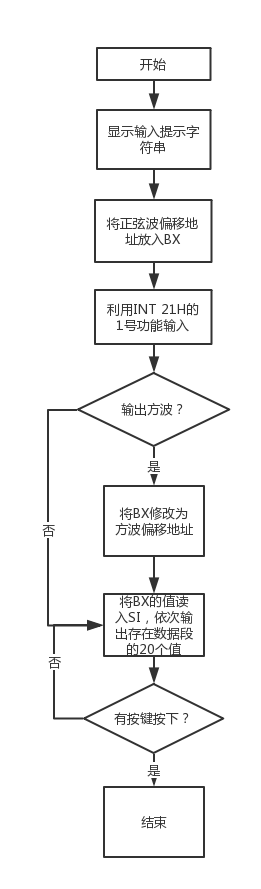 开始
显示输入提示字
符串
将正弦波偏移地
址放入BX
利用INT 21H的
1号功能输入
输出方波？
是
将BX修改为
方波偏移地址
否
将BX的值读
入SI，依次输
出存在数据段
的20个值
否
有按键按下？
是
结束